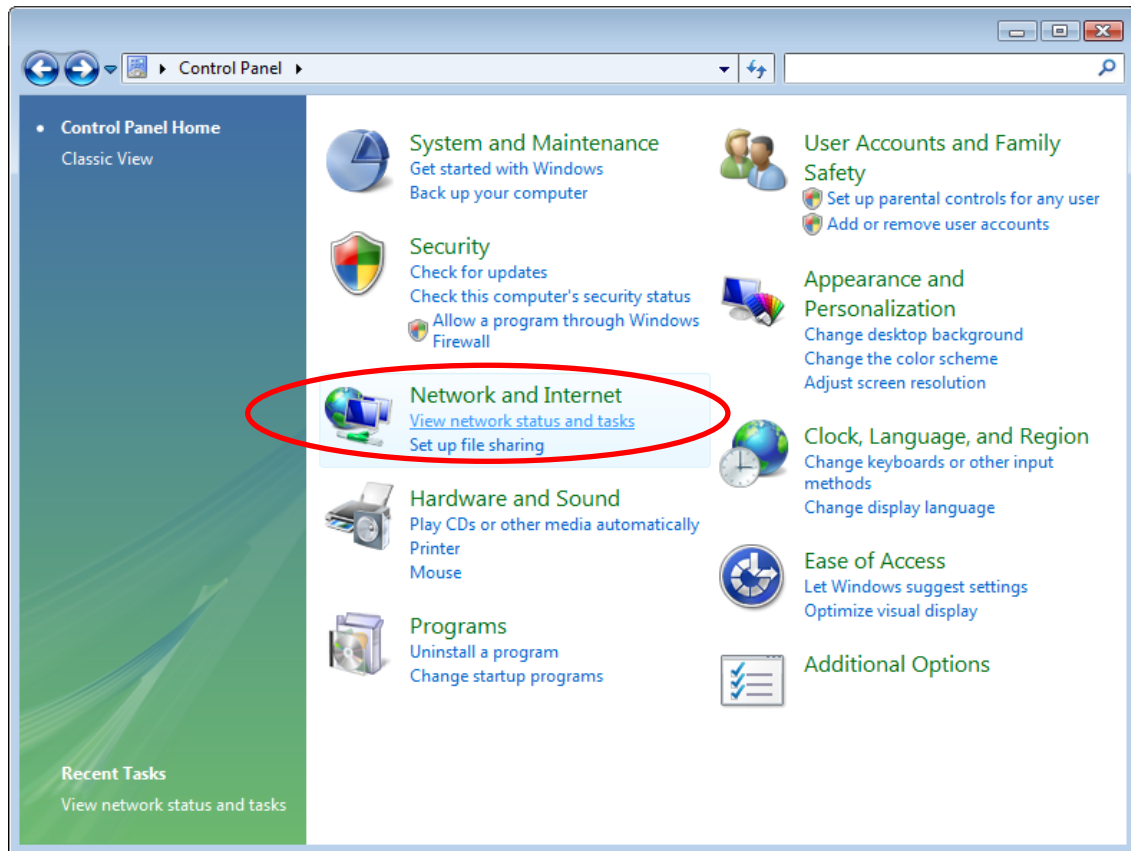 Control Panel
Control Panel Home
Classic View
System and Maintenance
Get started with Windows
Back up your computer
Security
Check for updates
Check this computer's security status
Allow a program through Windows
Firewall
Network and Internet
View network status and tasks
Set up file sharing
Hardware and Sound
Play CDs or other media automatically
Printer
Mouse
Programs
Uninstall a program
Change startup programs
User Accounts and Family
Safety
Set up parental controls for any user
Add or remove user accounts
Appearance and
Personalization
Change desktop background
Change the color scheme
Adjust screen resolution
Clock, Language, and Region
Change keyboards or other input
methods
Change display language
Ease of Access
Let Windows suggest settings
Optimize visual display
Additional Options
Recent Tasks
View network status and tasks